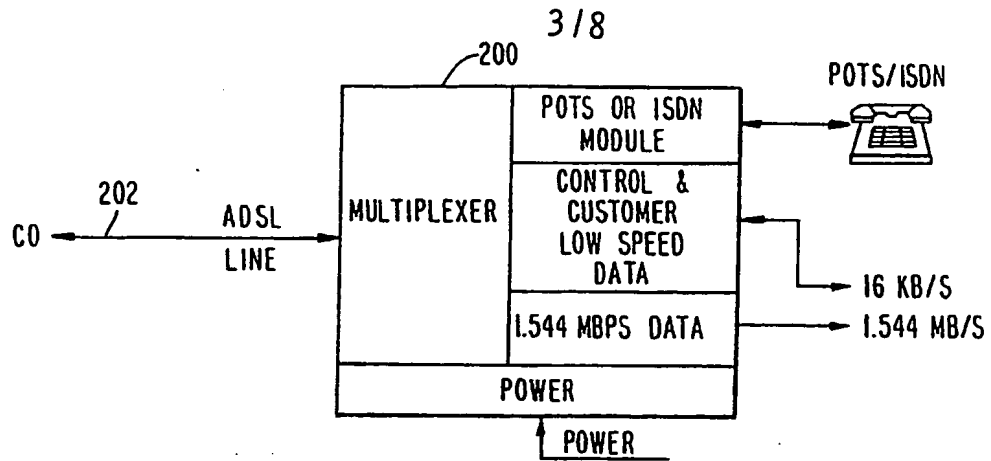 3/8
200
POTS/ISDN
POTS OR ISDN
MODULE
202
CO
ADSL
LINE
MULTIPLEXER
CONTROL &
CUSTOMER
LOW SPEED
DATA
16 KB/S
1.544 MBPS DATA
1.544 MB/S
POWER
POWER